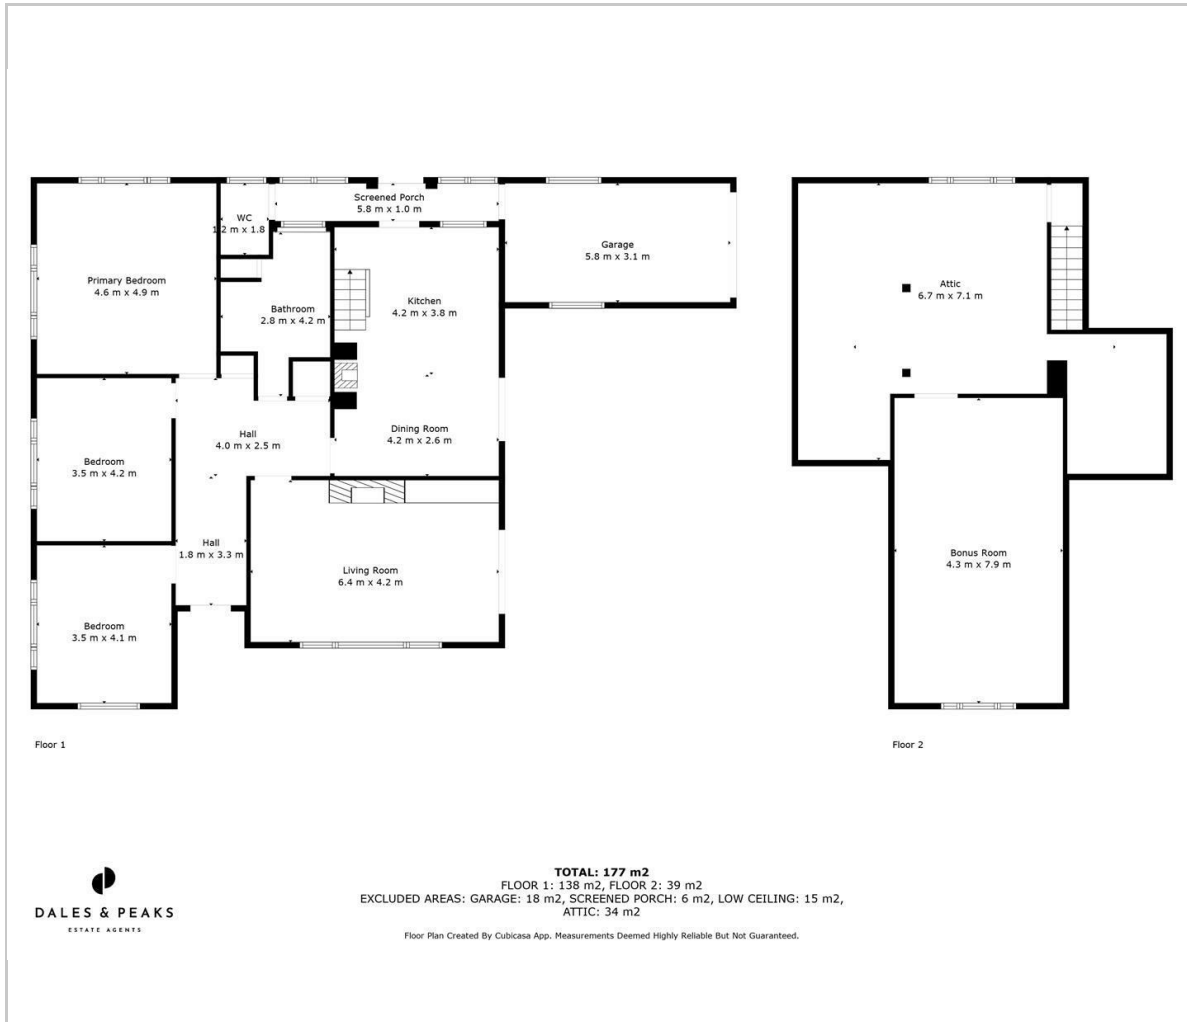 Screened Porch
5.8 m x 1.0 m
WC
1.2 m x 1.8
Garage
5.8 m x 3.1 m
Primary Bedroom
4.6 m x 4.9 m
Bathroom
2.8 m x 4.2 m
Kitchen
4.2 m x 3.8 m
Dining Room
4.2 m x 2.6 m
Hall
4.0 m x 2.5 m
Bedroom
3.5 m x 4.2 m
Hall
1.8 m x 3.3 m
Living Room
6.4 m x 4.2 m
Bedroom
3.5 m x 4.1 m
Floor 1
Attic
6.7 m x 7.1 m
Bonus Room
4.3 m x 7.9 m
Floor 2
DALES & PEAKS
ESTATE AGENTS
TOTAL: 177 m2
FLOOR 1: 138 m2, FLOOR 2: 39 m2
EXCLUDED AREAS: GARAGE: 18 m2, SCREENED PORCH: 6 m2, LOW CEILING: 15 m2,
ATTIC: 34 m2
Floor Plan Created By Cubicasa App. Measurements Deemed Highly Reliable But Not Guaranteed.